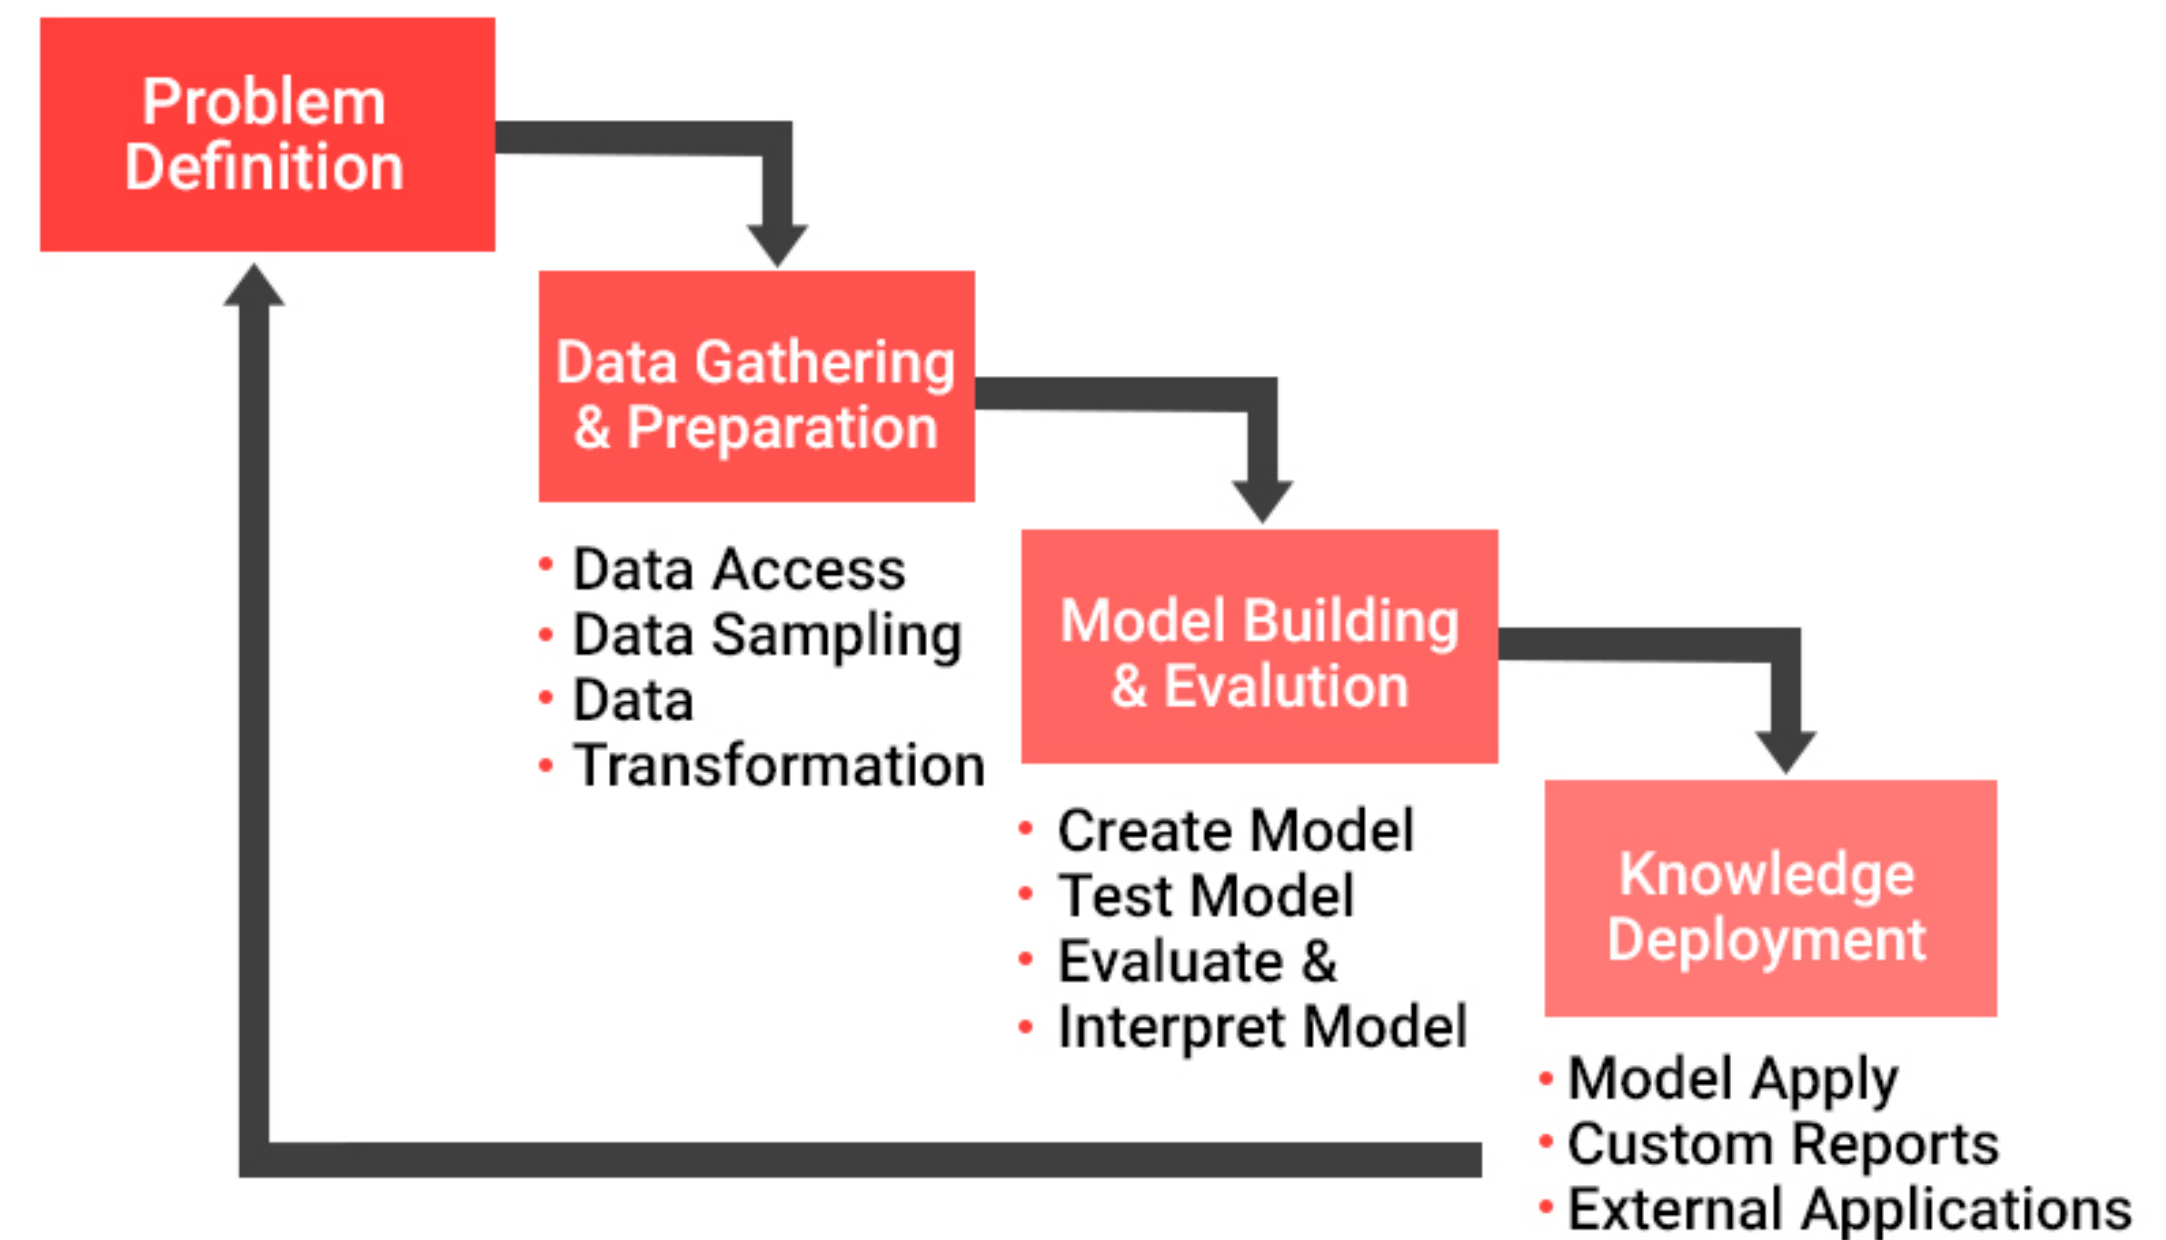 Problem
Definition
Data Gathering
& Preparation
• Data Access
• Data Sampling
• Data
• Transformation
Model Building
& Evalution
• Create Model
• Test Model
• Evaluate &
• Interpret Model
Knowledge
Deployment
• Model Apply
• Custom Reports
• External Applications